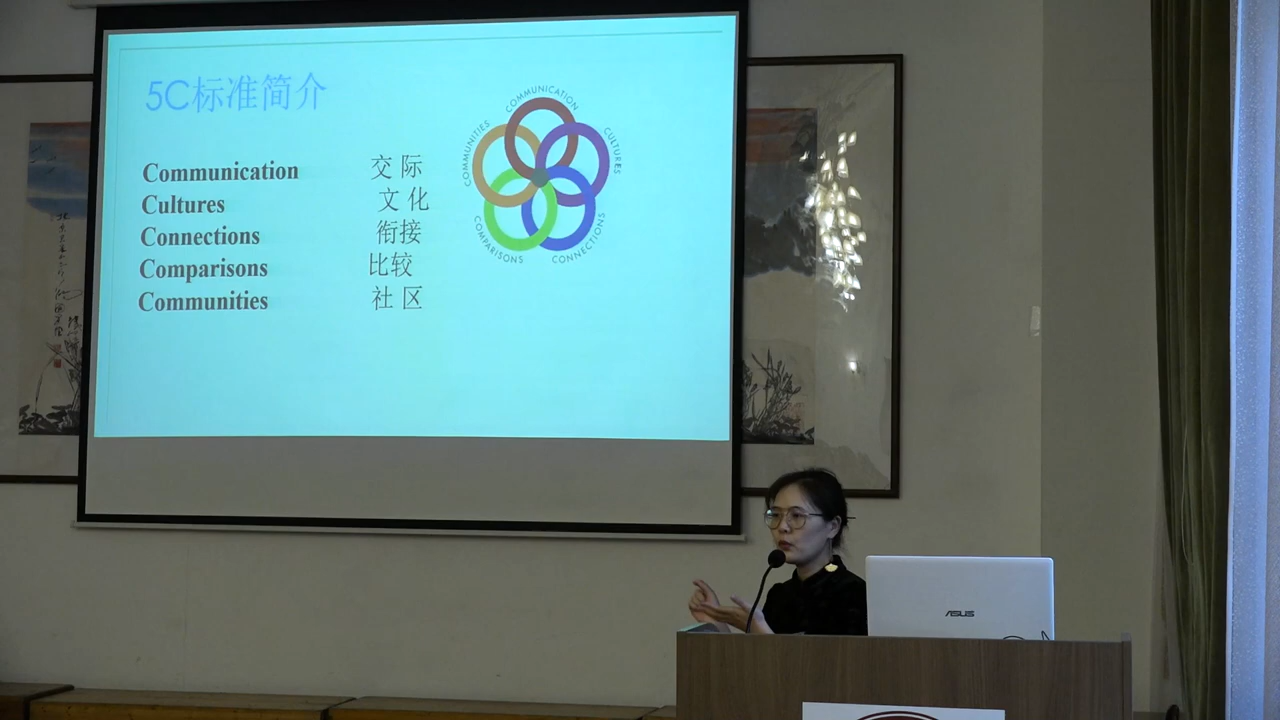 5C标准简介
Communication 交 际
Cultures 文 化
Connections 衔接
Comparisons 比较
Communities 社 区
COMMUNICATION
CULTURES
CONNECTIONS
COMPARISONS
COMMUNITIES
ASUS